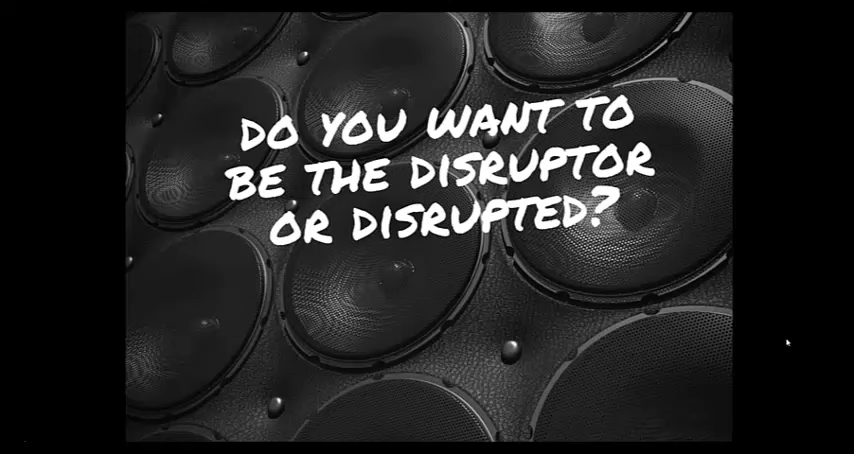 DO YOU WANT TO
BE THE DISRUPTOR
OR DISRUPTED?